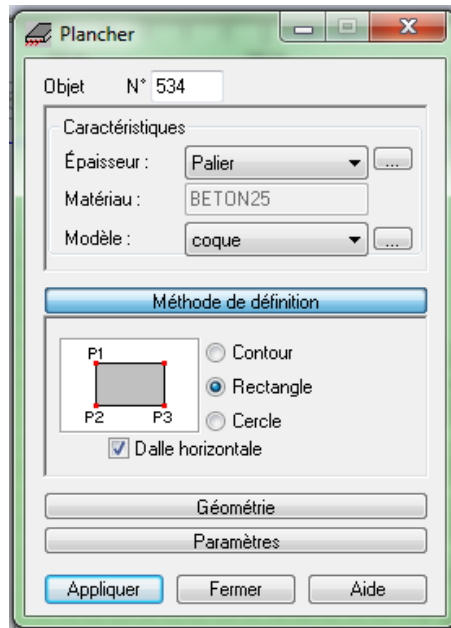 Plancher
Objet N° 534
Caractéristiques
Épaisseur : Palier ...
Matériau : BETON25
Modèle : coque ...
Méthode de définition
P1
P2 P3
Contour
Rectangle
Cercle
Dalle horizontale
Géométrie
Paramètres
Appliquer Fermer Aide